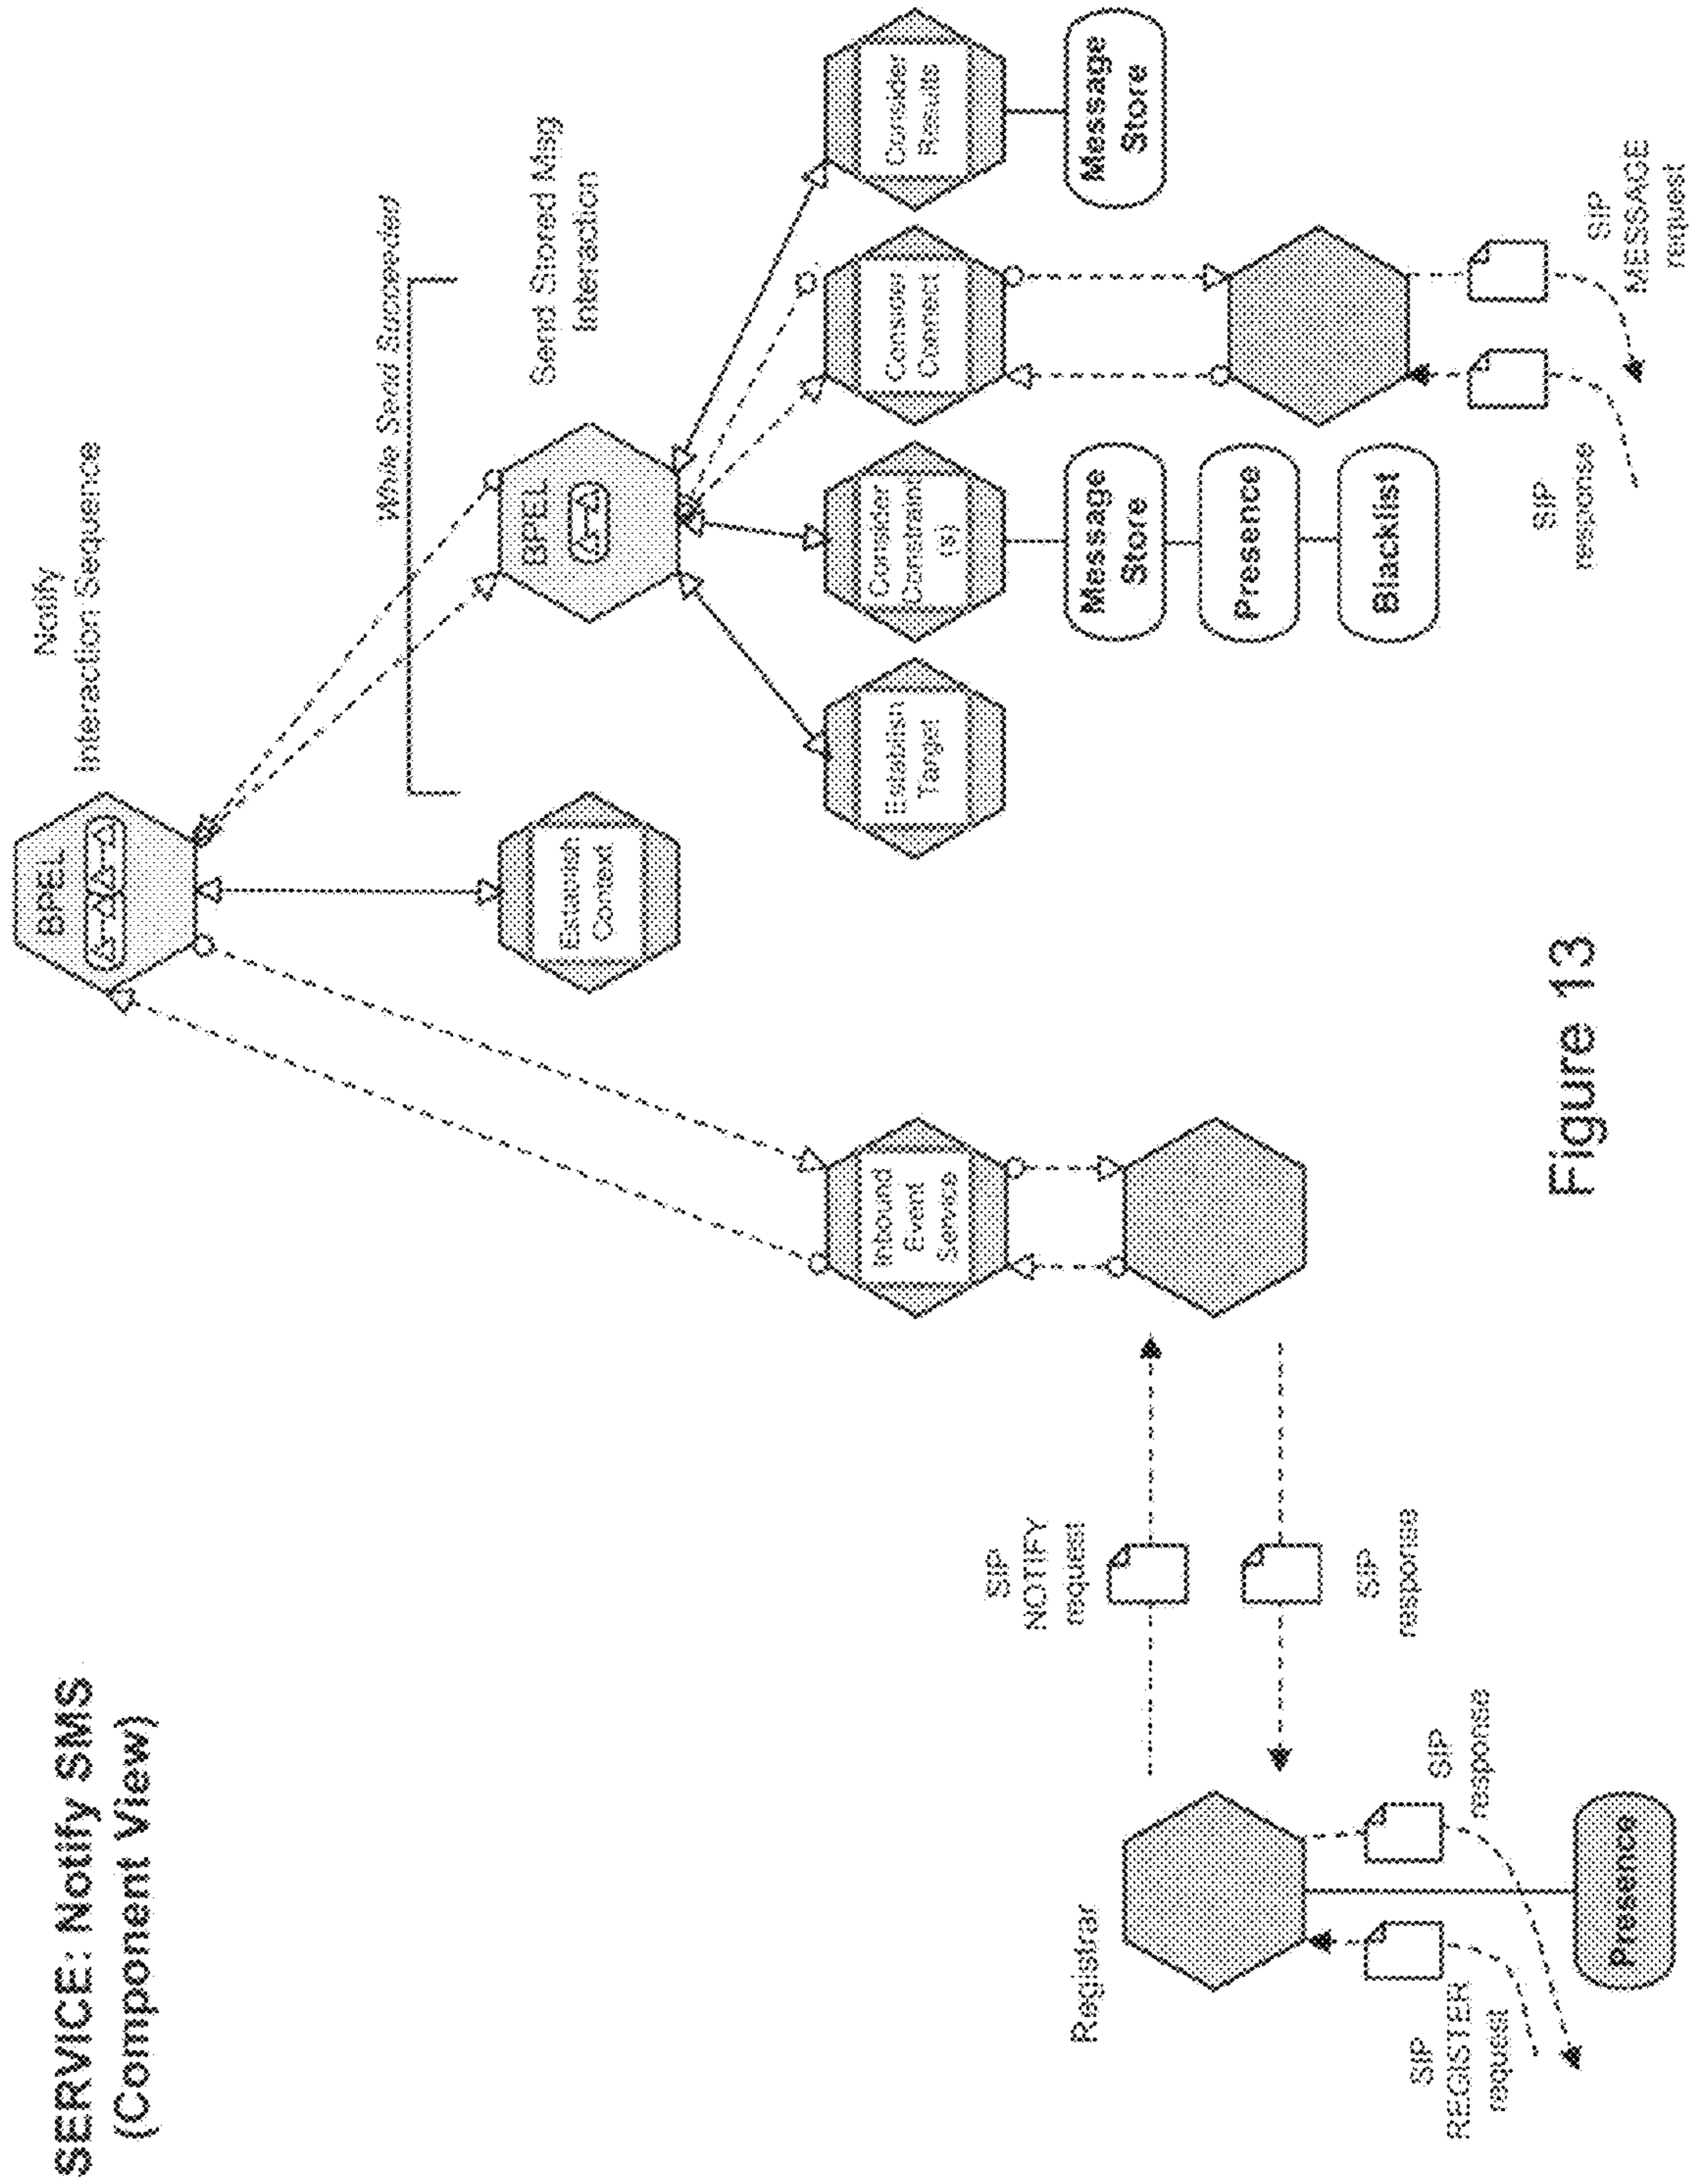 SERVICE: Notify SMS
(Component View)
Notify
Interaction Sequence
BPEL
While Send Succeeded
Send Stored Msg
Interaction
BPEL
Establish
Context
Inbound
Event
Service
Establish
Target
Consider
Constraint
(s)
Consider
Connect
Consider
Results
Message
Store
Presence
Blacklist
Message
Store
SIP
NOTIFY
request
SIP
response
Registrar
SIP
REGISTER
request
SIP
response
Presence
SIP
response
SIP
MESSAGE
request
Figure 13